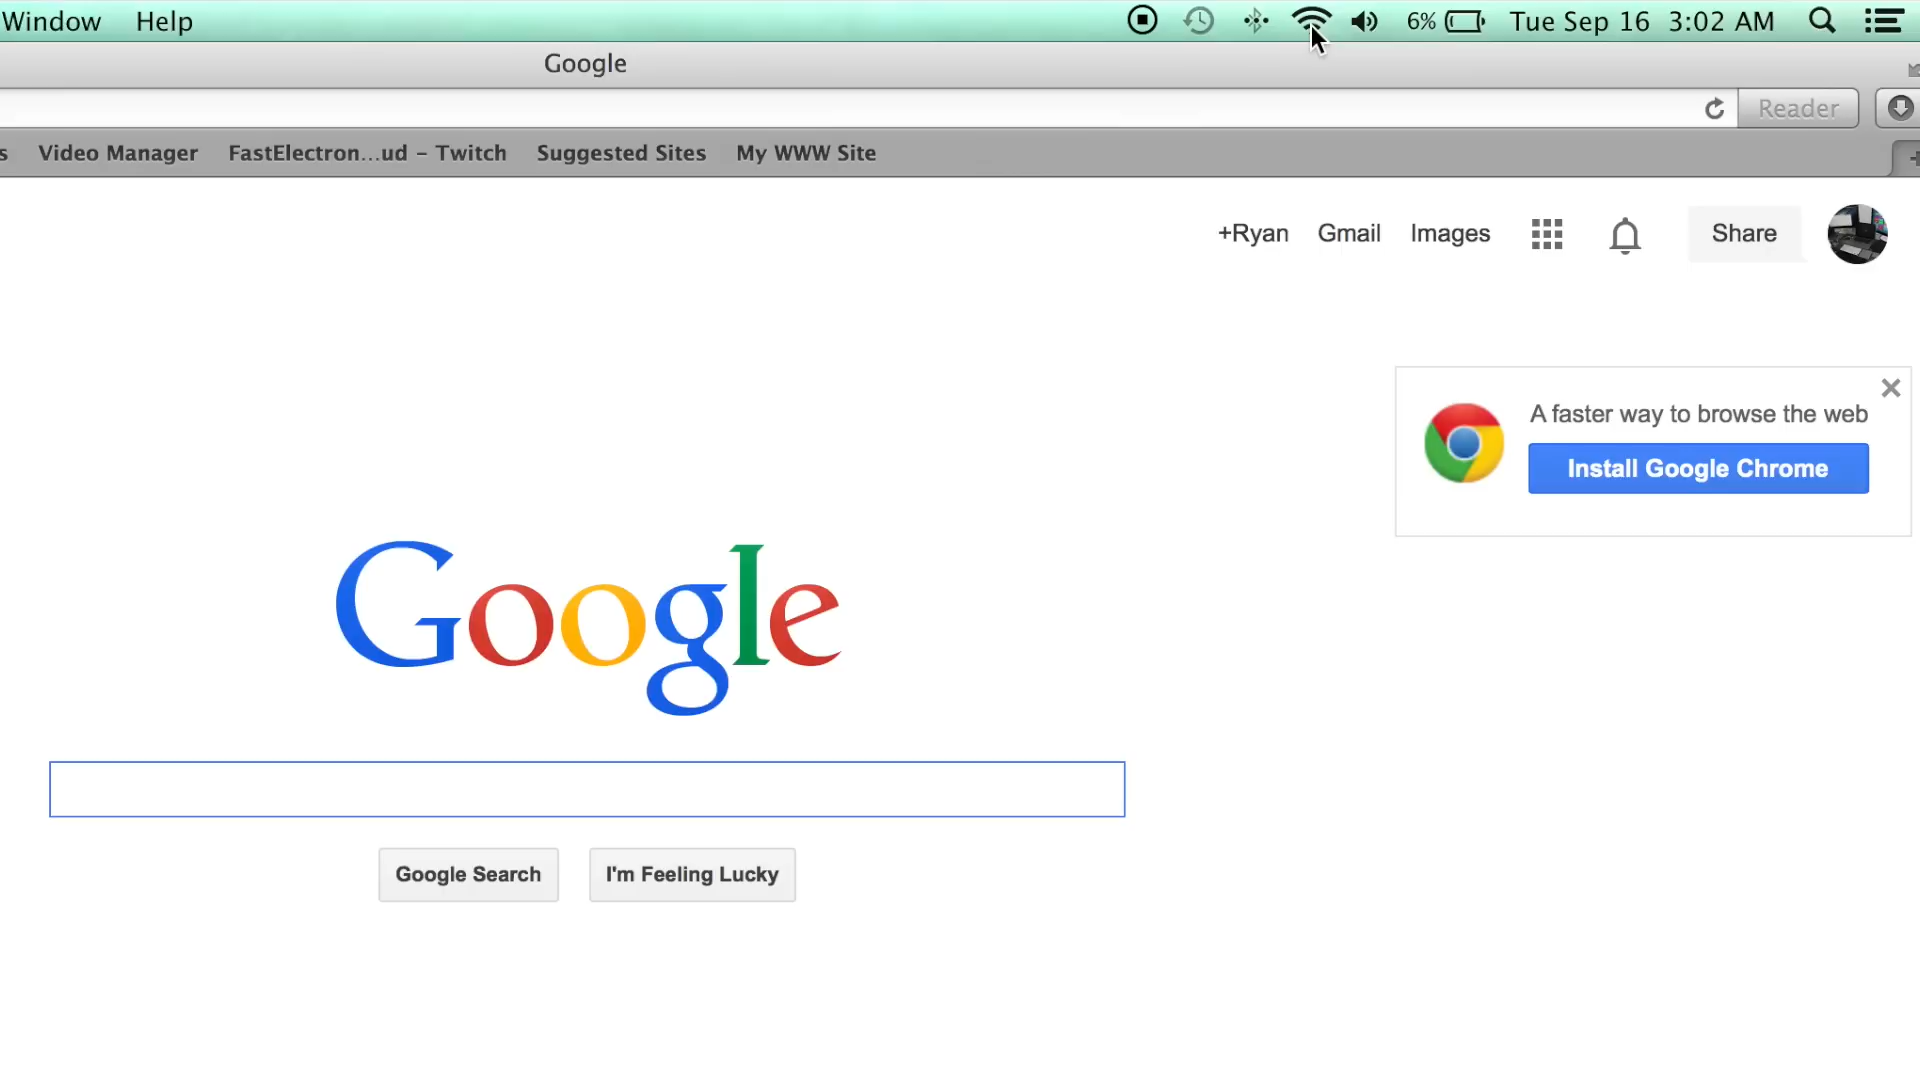 Window Help 6% Tue Sep 16 3:02 AM
Google
Reader
s Video Manager FastElectron...ud - Twitch Suggested Sites My WWW Site
+Ryan Gmail Images Share
A faster way to browse the web
Install Google Chrome
Google
Google Search I'm Feeling Lucky